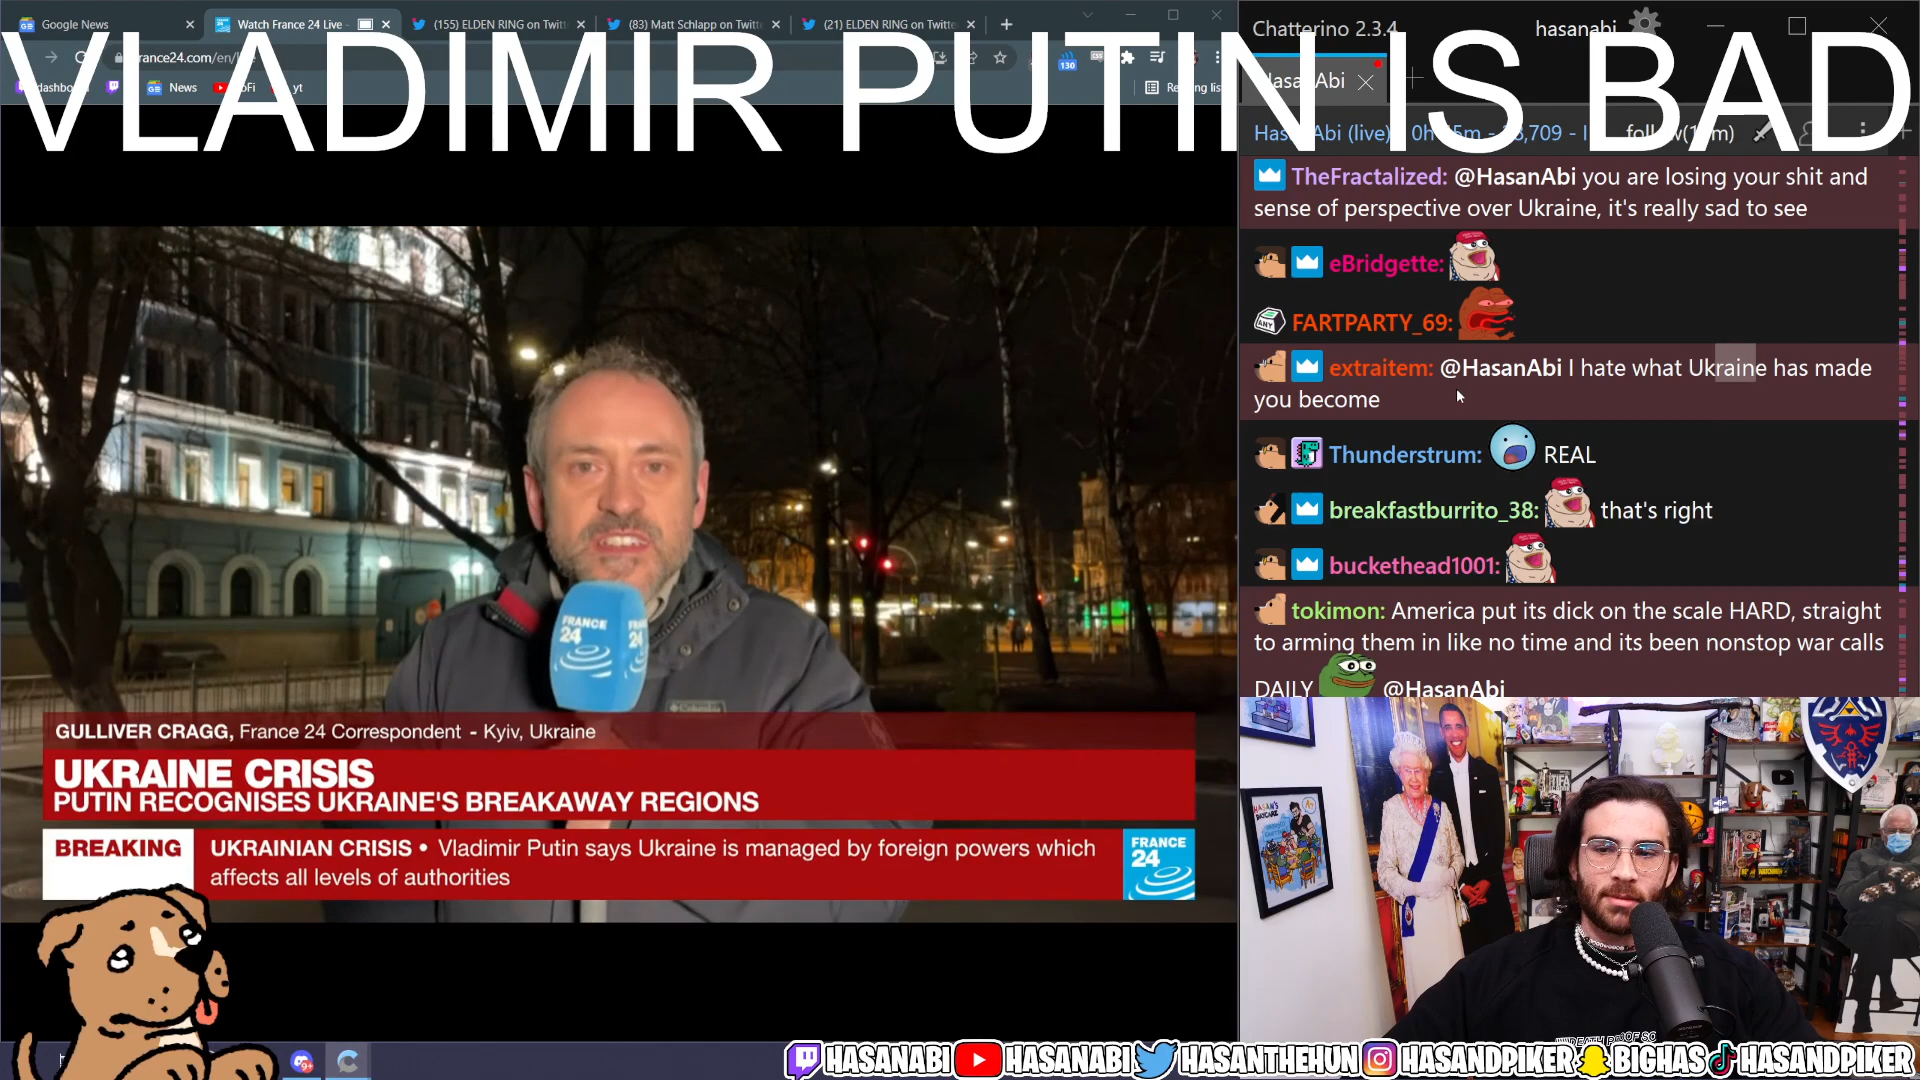 Google News
Watch France 24 Live -
(155) ELDEN RING on Twitt
(83) Matt Schlapp on Twitte
(21) ELDEN RING on Twitte
VLADIMIR PUTIN IS BAD
News
yt
130
Chatterino 2.3.4
hasanabi
TheFractalized: @HasanAbi you are losing your shit and
sense of perspective over Ukraine, it's really sad to see
eBridgette:
ANY
FARTPARTY_69:
extraitem: @HasanAbi I hate what Ukraine has made
you become
Thunderstrum: REAL
breakfastburrito_38: that's right
buckethead1001:
tokimon: America put its dick on the scale HARD, straight
to arming them in like no time and its been nonstop war calls
DAILY @HasanAbi
FRANCE
24
GULLIVER CRAGG, France 24 Correspondent - Kyiv, Ukraine
UKRAINE CRISIS
PUTIN RECOGNISES UKRAINE'S BREAKAWAY REGIONS
BREAKING
UKRAINIAN CRISIS • Vladimir Putin says Ukraine is managed by foreign powers which
affects all levels of authorities
FRANCE
24
HASANABI
HASANABI
HASANTHEHUN
HASANDPIKER
BIGHAS
HASANDPIKER